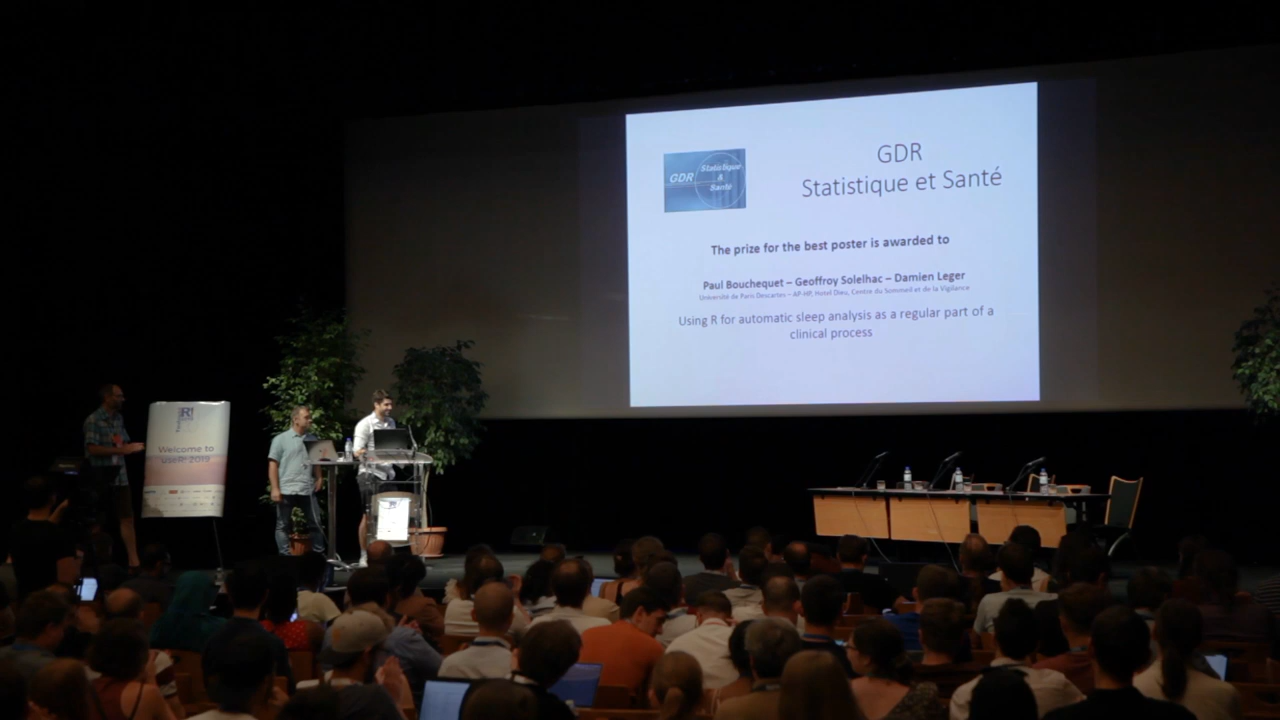 GDR
Statistique et Santé
GDR
Statistique
&
Santé
The prize for the best poster is awarded to
Paul Bouchequet – Geoffroy Solelhac – Damien Leger
Université de Paris Descartes – AP-HP, Hotel Dieu, Centre du Sommeil et de la Vigilance
Using R for automatic sleep analysis as a regular part of a
clinical process
R!
Welcome to
useR! 2019